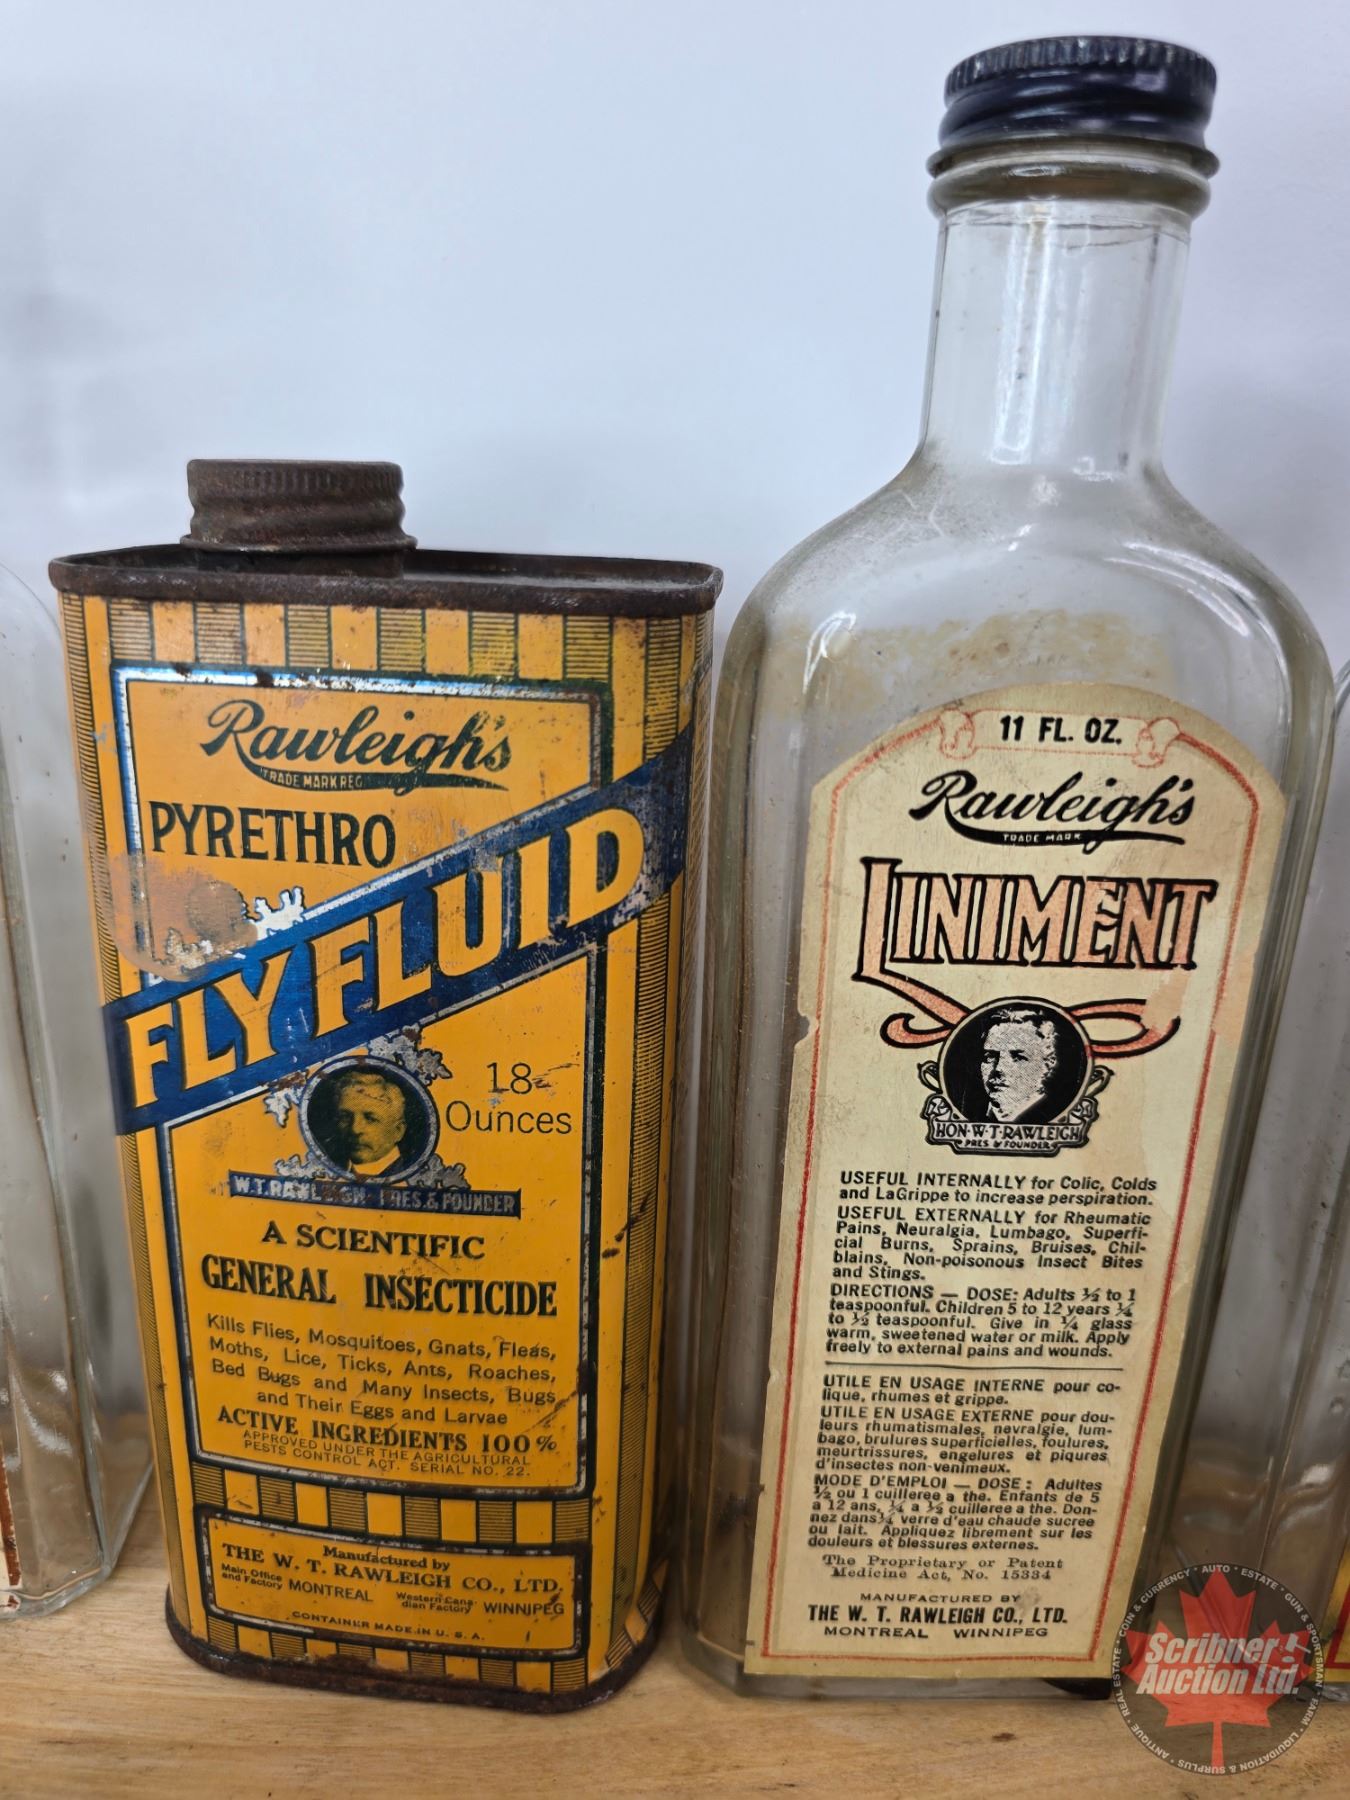 Rawleigh's
TRADE MARK REG
PYRETHRO
FLY FLUID
18
Ounces
W.T. RAWLEIGH PRES. & FOUNDER
A SCIENTIFIC
GENERAL INSECTICIDE
Kills Flies, Mosquitoes, Gnats, Fleas,
Moths, Lice, Ticks, Ants, Roaches,
Bed Bugs and Many Insects, Bugs
and Their Eggs and Larvae
ACTIVE INGREDIENTS 100%
APPROVED UNDER THE AGRICULTURAL
PESTS CONTROL ACT. SERIAL NO. 22.
Manufactured by
THE W. T. RAWLEIGH CO., LTD.
Main Office and Factory MONTREAL Western Canadian Factory WINNIPEG
CONTAINER MADE IN U. S. A.
11 FL. OZ.
Rawleigh's
TRADE MARK
LINIMENT
HON. W. T. RAWLEIGH
PRES & FOUNDER
USEFUL INTERNALLY for Colic, Colds
and LaGrippe to increase perspiration.
USEFUL EXTERNALLY for Rheumatic
Pains, Neuralgia, Lumbago, Superfi-
cial Burns, Sprains, Bruises, Chil-
blains, Non-poisonous Insect Bites
and Stings.
DIRECTIONS — DOSE: Adults ½ to 1
teaspoonful. Children 5 to 12 years ¼
to ½ teaspoonful. Give in ¼ glass
warm, sweetened water or milk. Apply
freely to external pains and wounds.
UTILE EN USAGE INTERNE pour co-
lique, rhumes et grippe.
UTILE EN USAGE EXTERNE pour dou-
leurs rhumatismales, nevralgie, lum-
bago, brulures superficielles, foulures,
meurtrissures, engelures et piqures
d'insectes non-venimeux.
MODE D'EMPLOI — DOSE: Adultes
½ ou 1 cuilleree a the. Enfants de 5
a 12 ans, ¼ a ½ cuilleree a the. Don-
nez dans ¼ verre d'eau chaude sucree
ou lait. Appliquez librement sur les
douleurs et blessures externes.
The Proprietary or Patent
Medicine Act, No. 15334
MANUFACTURED BY
THE W. T. RAWLEIGH CO., LTD.
MONTREAL WINNIPEG
Scribner
Auction Ltd.
REAL ESTATE · COIN & CURRENCY · AUTO · ESTATE · GUN & SPORTSMAN · FARM · LIQUIDATION & SURPLUS · ANTIQUE ·